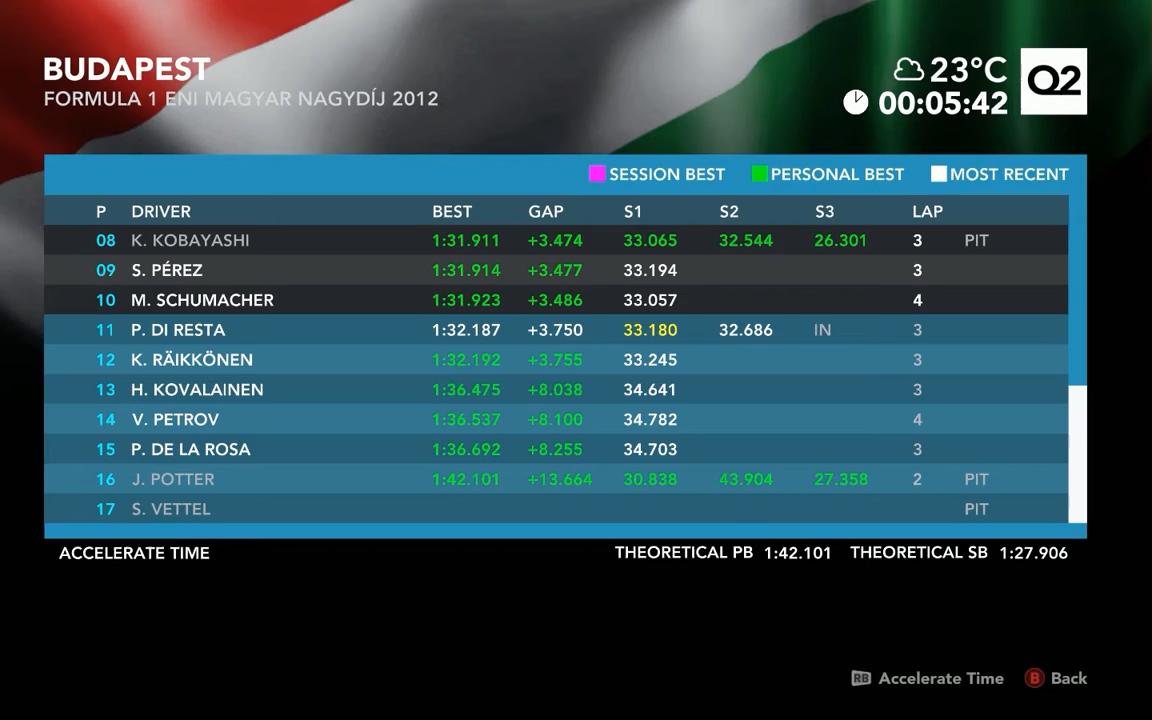 BUDAPEST
FORMULA 1 ENI MAGYAR NAGYDÍJ 2012
23°C
00:05:42
Q2
SESSION BEST PERSONAL BEST MOST RECENT
P DRIVER BEST GAP S1 S2 S3 LAP
08 K. KOBAYASHI 1:31.911 +3.474 33.065 32.544 26.301 3 PIT
09 S. PÉREZ 1:31.914 +3.477 33.194 3
10 M. SCHUMACHER 1:31.923 +3.486 33.057 4
11 P. DI RESTA 1:32.187 +3.750 33.180 32.686 IN 3
12 K. RÄIKKÖNEN 1:32.192 +3.755 33.245 3
13 H. KOVALAINEN 1:36.475 +8.038 34.641 3
14 V. PETROV 1:36.537 +8.100 34.782 4
15 P. DE LA ROSA 1:36.692 +8.255 34.703 3
16 J. POTTER 1:42.101 +13.664 30.838 43.904 27.358 2 PIT
17 S. VETTEL PIT
ACCELERATE TIME THEORETICAL PB 1:42.101 THEORETICAL SB 1:27.906
RB Accelerate Time B Back